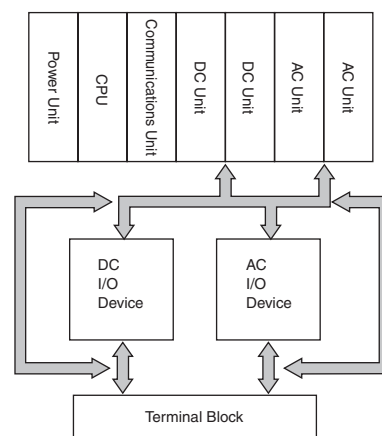 Power Unit
CPU
Communications Unit
DC Unit
DC Unit
AC Unit
AC Unit
DC
I/O
Device
AC
I/O
Device
Terminal Block